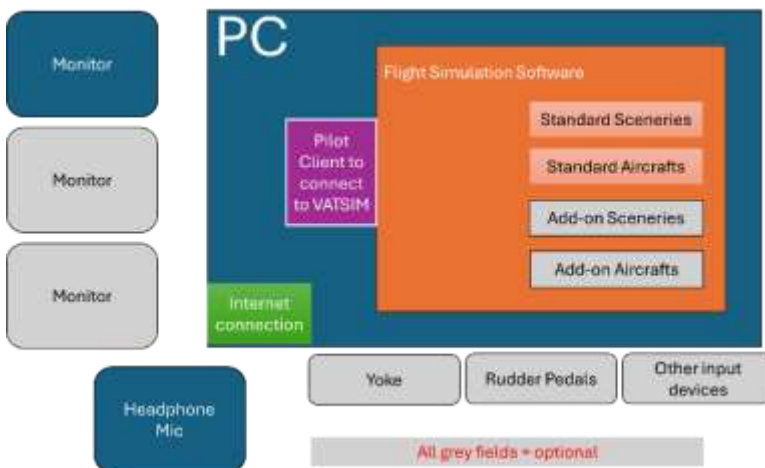 PC
Monitor
Flight Simulation Software
Standard Sceneries
Pilot
Client to
connect
to VATSIM
Standard Aircrafts
Monitor
Add-on Sceneries
Add-on Aircrafts
Monitor
Internet
connection
Yoke
Rudder Pedals
Other input
devices
Headphone
Mic
All grey fields = optional